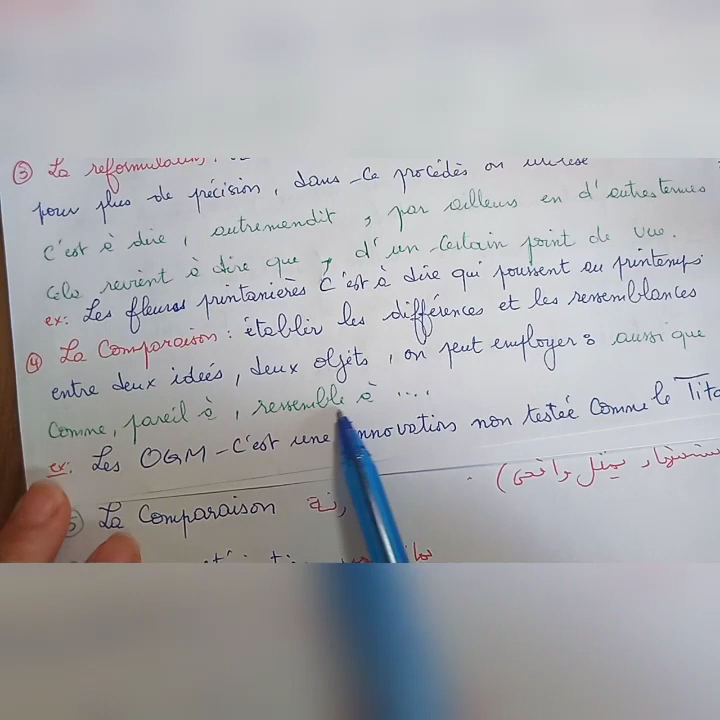 ③ La reformulation :
pour plus de précision, dans ce procédés on utilise
c'est à dire, autremendit, par ailleurs en d'autres termes
cela revient à dire que, d'un certain point de vue.
ex: Les fleurs printanières c'est à dire qui poussent au printemps
④ La Comparaison : établir les différences et les ressemblances
entre deux idées, deux objets, on peut employer : aussi que
Comme, pareil à, ressemble à ....
ex: Les OGM - c'est une innovation non testée comme le Tita
5 La Comparaison